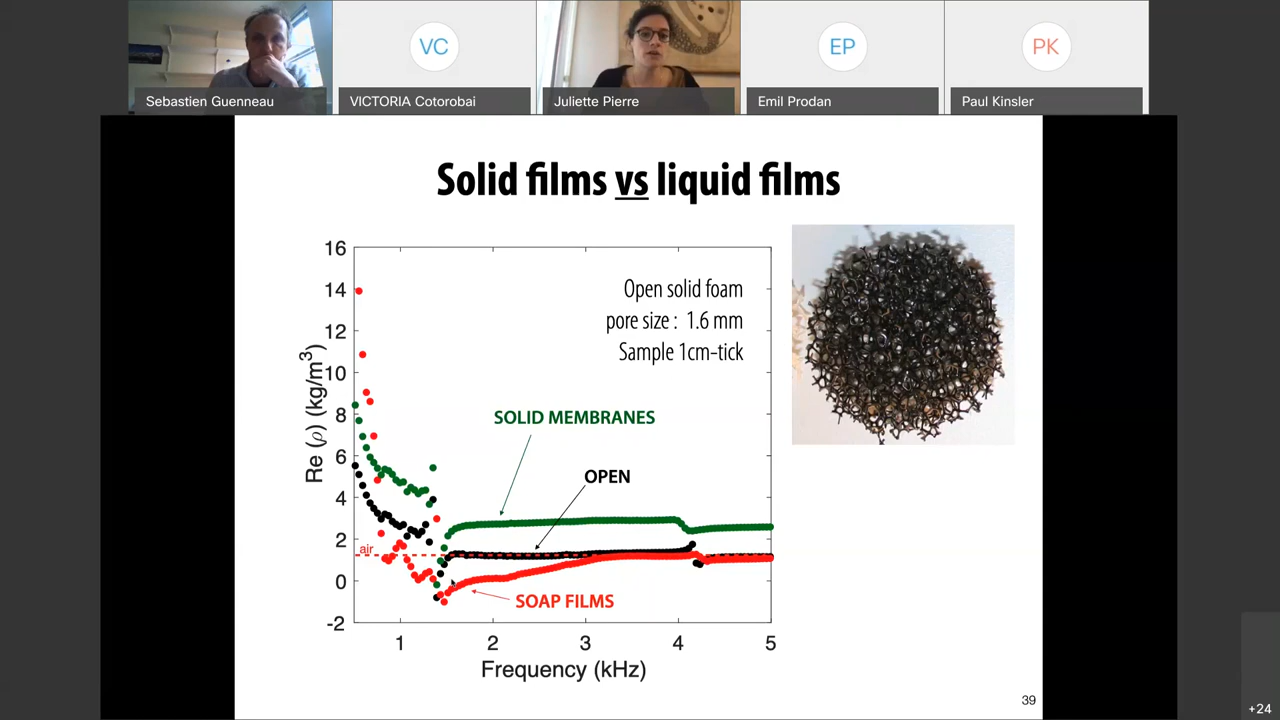 VC
EP
PK
Sebastien Guenneau
VICTORIA Cotorobai
Juliette Pierre
Emil Prodan
Paul Kinsler
Solid films vs liquid films
16
14
12
10
8
6
4
2
0
-2
Re (ρ) (kg/m³)
Open solid foam
pore size : 1.6 mm
Sample 1cm-tick
SOLID MEMBRANES
OPEN
air
SOAP FILMS
1
2
3
4
5
Frequency (kHz)
39
+24